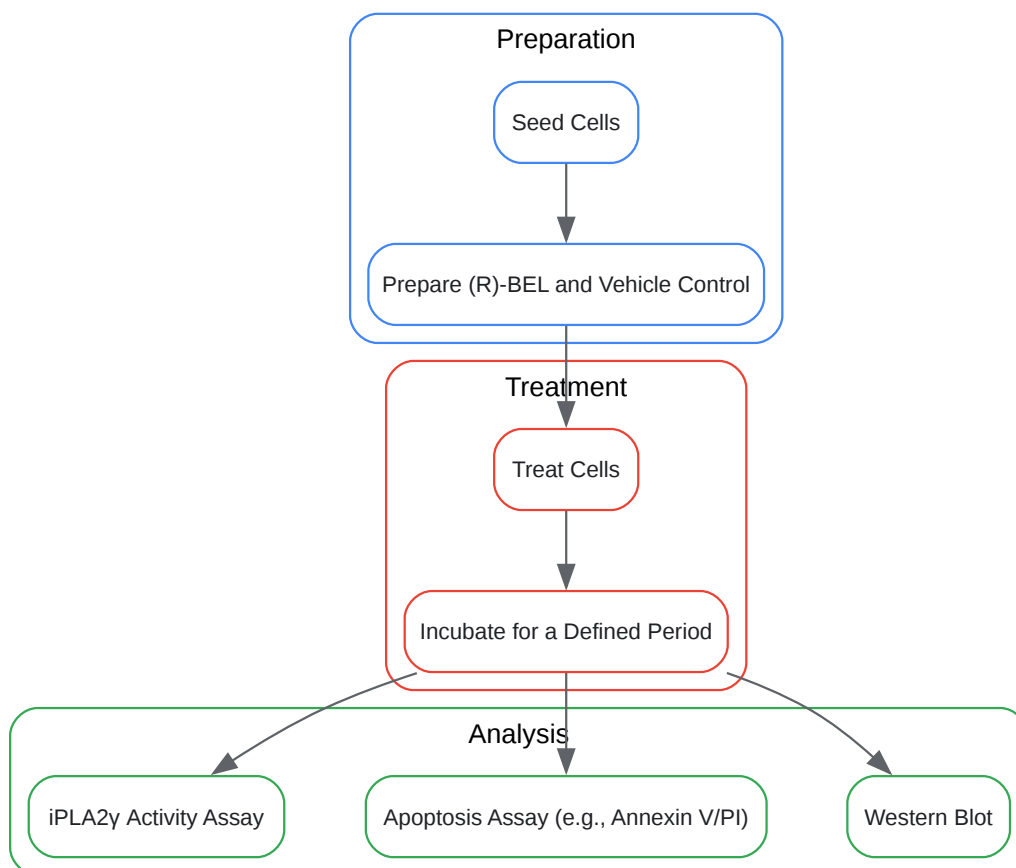 Preparation
Seed Cells
Prepare (R)-BEL and Vehicle Control
Treatment
Treat Cells
Incubate for a Defined Period
Analysis
iPLA2γ Activity Assay
Apoptosis Assay (e.g., Annexin V/PI)
Western Blot